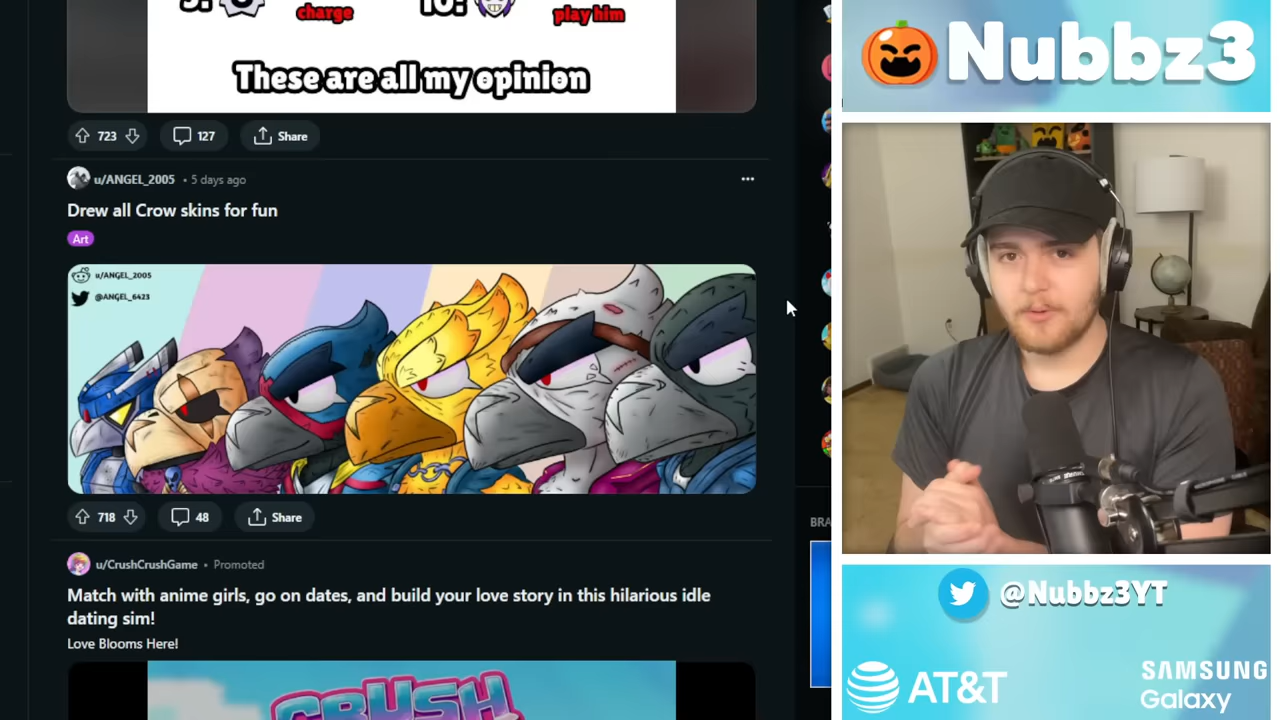 charge
10:
play him
These are all my opinion
723
127
Share
u/ANGEL_2005 • 5 days ago
Drew all Crow skins for fun
Art
u/ANGEL_2005
@ANGEL_6423
718
48
Share
u/CrushCrushGame • Promoted
Match with anime girls, go on dates, and build your love story in this hilarious idle
dating sim!
Love Blooms Here!
CRUSH
BRA
Nubbz3
@Nubbz3YT
AT&T
SAMSUNG
Galaxy